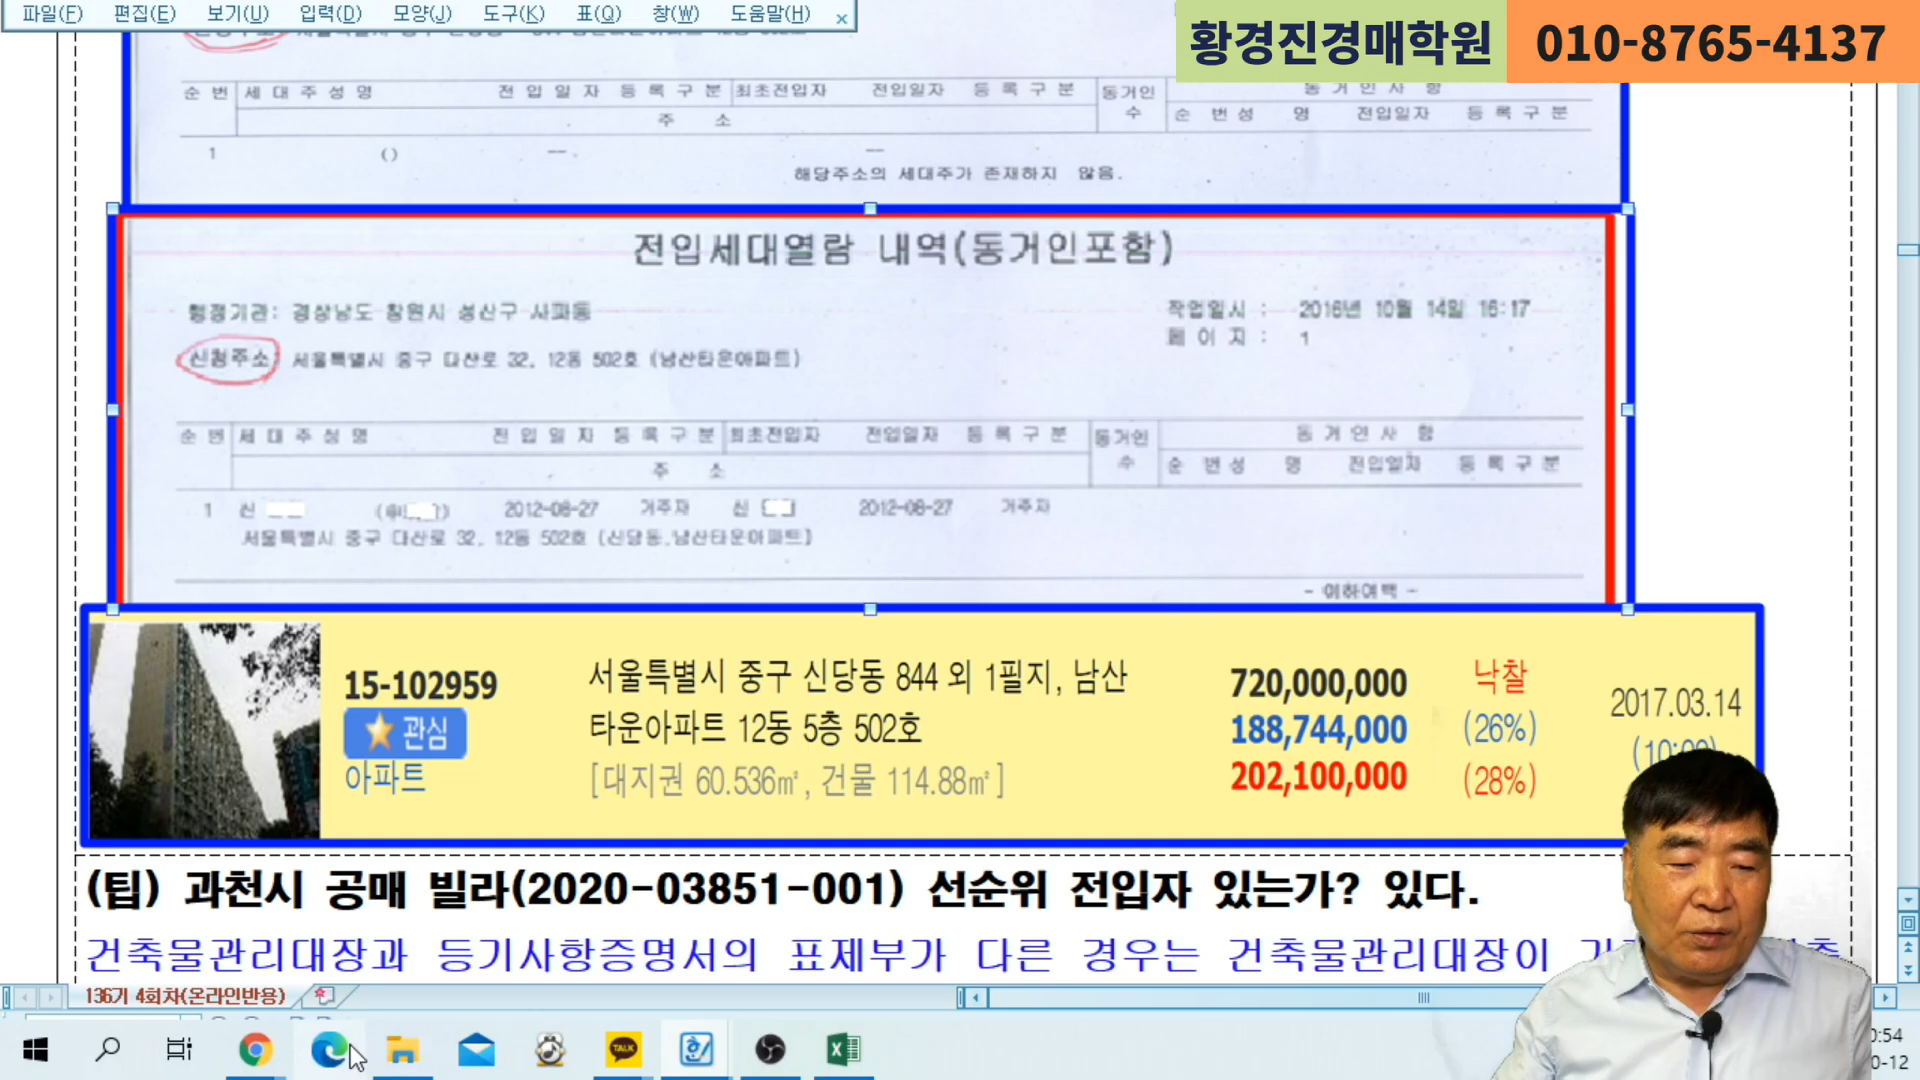 파일(F) 편집(E) 보기(U) 입력(D) 모양(J) 도구(K) 표(Q) 창(W) 도움말(H) x
황경진경매학원 010-8765-4137
순 번 세 대 주 성 명 전 입 일 자 등 록 구 분 최초전입자 전입일자 등 록 구 분 동거인 수 동 거 인 사 항
주 소 순 번 성 명 전입일자 등 록 구 분
1 ()
해당주소의 세대주가 존재하지 않음.
전입세대열람 내역(동거인포함)
행정기관: 경상남도 창원시 성산구 사파동 작업일시 : 2016년 10월 14일 16:17
페 이 지 : 1
신청주소: 서울특별시 중구 다산로 32, 12동 502호 (남산타운아파트)
순 번 세 대 주 성 명 전 입 일 자 등 록 구 분 최초전입자 전입일자 등 록 구 분 동거인 수 동 거 인 사 항
주 소 순 번 성 명 전입일자 등 록 구 분
1 신 2012-08-27 거주자 신 2012-08-27 거주자
서울특별시 중구 다산로 32, 12동 502호 (신당동,남산타운아파트)
- 이하여백 -
15-102959 서울특별시 중구 신당동 844 외 1필지, 남산 720,000,000 낙찰 2017.03.14
관심 타운아파트 12동 5층 502호 188,744,000 (26%)
아파트 [대지권 60.536㎡, 건물 114.88㎡] 202,100,000 (28%)
(팁) 과천시 공매 빌라(2020-03851-001) 선순위 전입자 있는가? 있다.
건축물관리대장과 등기사항증명서의 표제부가 다른 경우는 건축물관리대장이
136기 4회차(온라인반용)
TALK